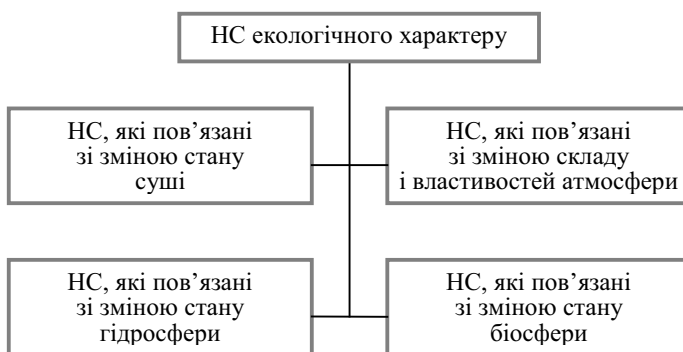 НС екологічного характеру
НС, які пов’язані
зі зміною стану
суші
НС, які пов’язані
зі зміною складу
і властивостей атмосфери
НС, які пов’язані
зі зміною стану
гідросфери
НС, які пов’язані
зі зміною стану
біосфери